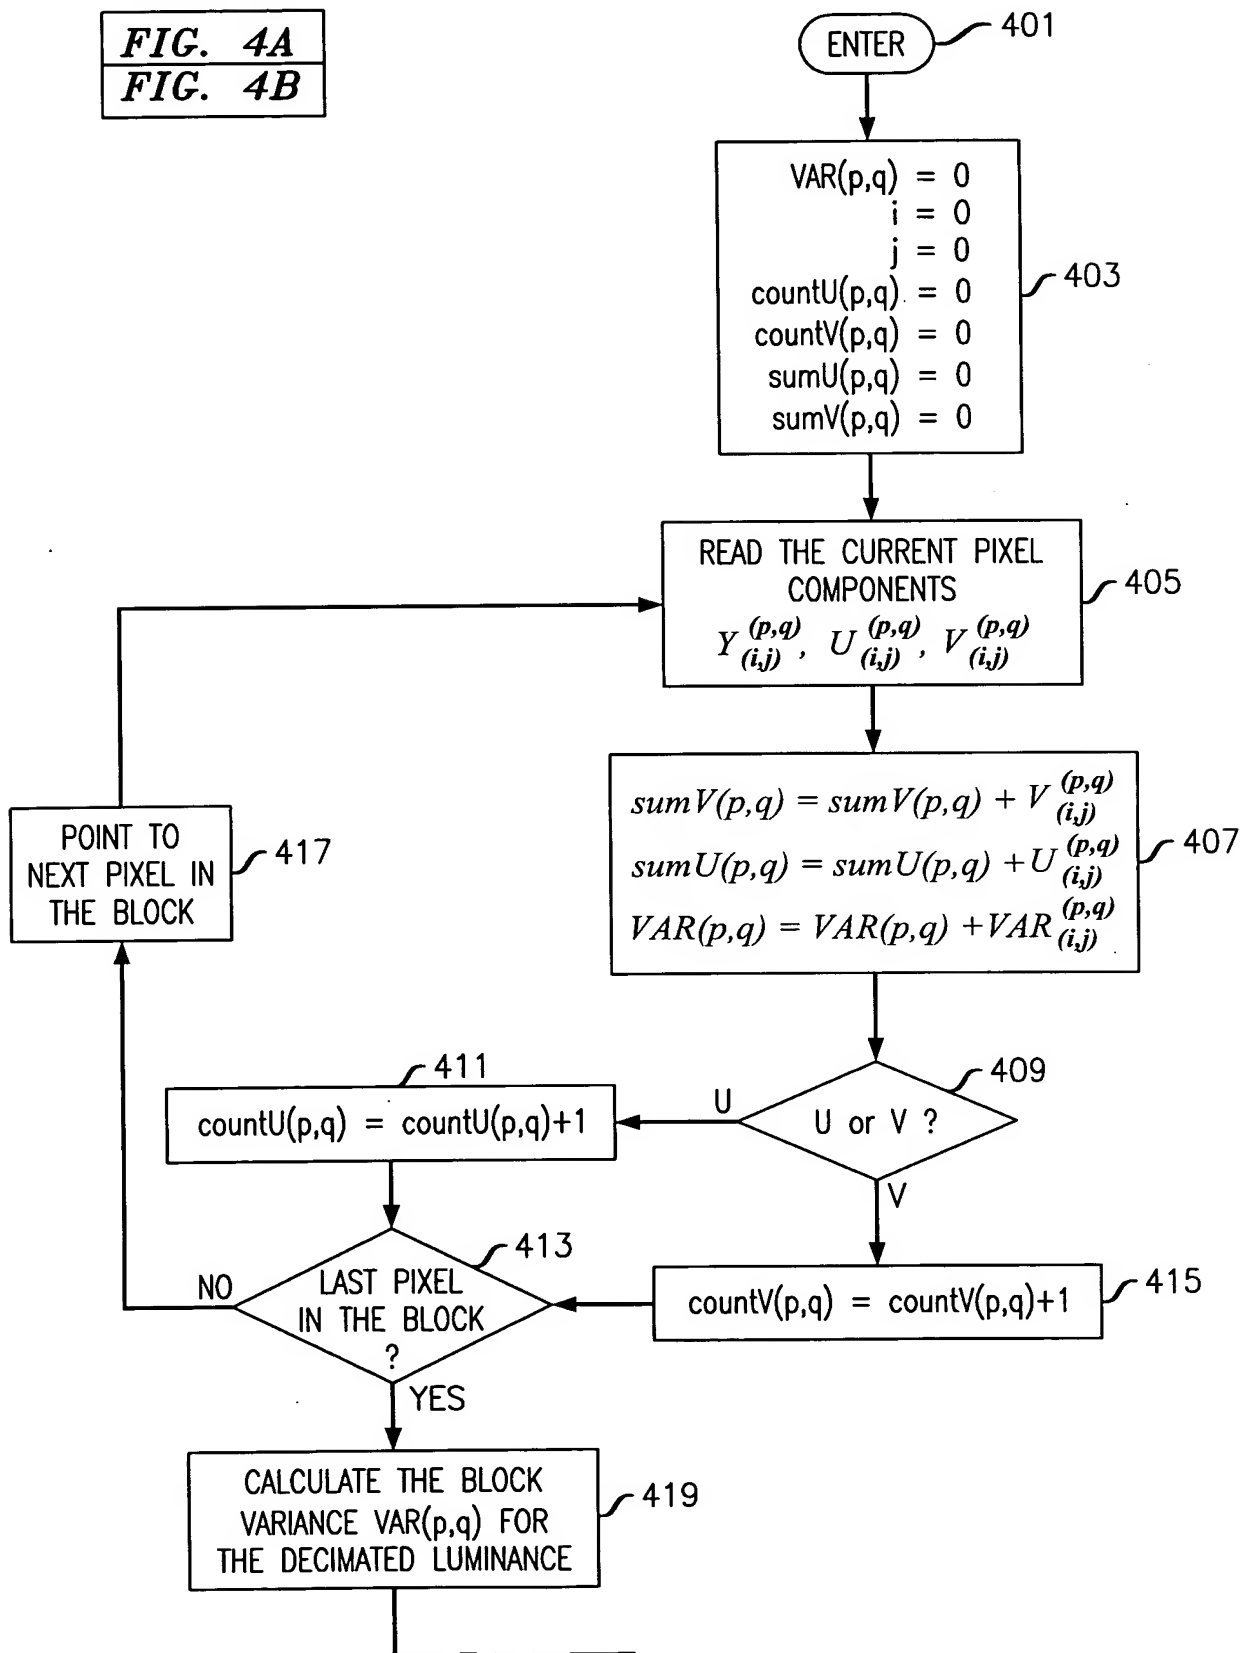 FIG. 4A
FIG. 4B
ENTER
401
VAR(p,q) = 0
i = 0
j = 0
countU(p,q) = 0
countV(p,q) = 0
sumU(p,q) = 0
sumV(p,q) = 0
403
READ THE CURRENT PIXEL
COMPONENTS
Y (p,q) (i,j), U (p,q) (i,j), V (p,q) (i,j)
405
sumV(p,q) = sumV(p,q) + V (p,q) (i,j)
sumU(p,q) = sumU(p,q) + U (p,q) (i,j)
VAR(p,q) = VAR(p,q) + VAR (p,q) (i,j)
407
POINT TO
NEXT PIXEL IN
THE BLOCK
417
U or V ?
409
U
V
countU(p,q) = countU(p,q)+1
411
LAST PIXEL
IN THE BLOCK
?
413
NO
YES
countV(p,q) = countV(p,q)+1
415
CALCULATE THE BLOCK
VARIANCE VAR(p,q) FOR
THE DECIMATED LUMINANCE
419